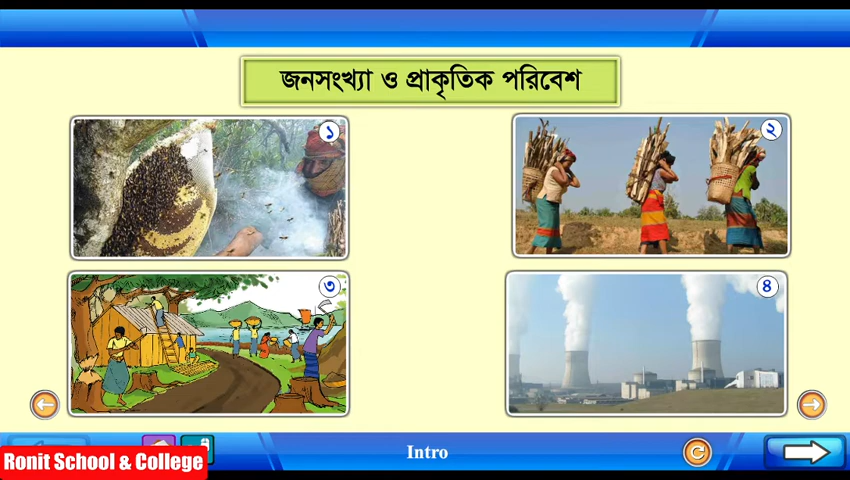 জনসংখ্যা ও প্রাকৃতিক পরিবেশ
১
২
৩
৪
Intro
Ronit School & College